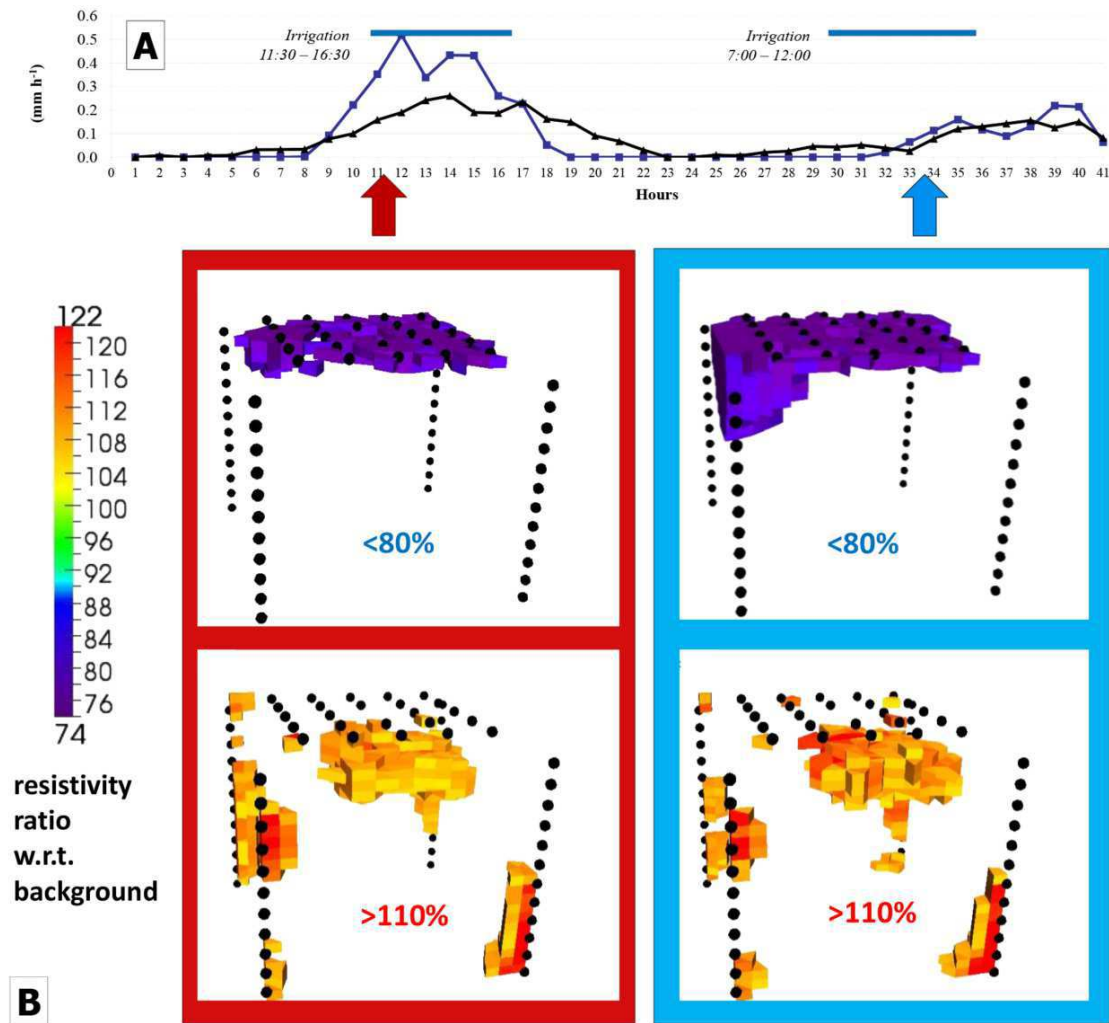 A
0.6
0.5
0.4
0.3
0.2
0.1
0.0
(mm h⁻¹)
Irrigation
11:30 – 16:30
Irrigation
7:00 – 12:00
0 1 2 3 4 5 6 7 8 9 10 11 12 13 14 15 16 17 18 19 20 21 22 23 24 25 26 27 28 29 30 31 32 33 34 35 36 37 38 39 40 41
Hours
122
120
116
112
108
104
100
96
92
88
84
80
76
74
resistivity
ratio
w.r.t.
background
<80%
<80%
>110%
>110%
B